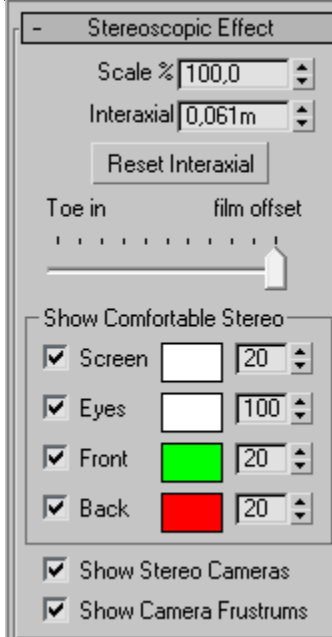 - Stereoscopic Effect
Scale % 100,0
Interaxial 0,061m
Reset Interaxial
Toe in film offset
Show Comfortable Stereo
Screen 20
Eyes 100
Front 20
Back 20
Show Stereo Cameras
Show Camera Frustrums